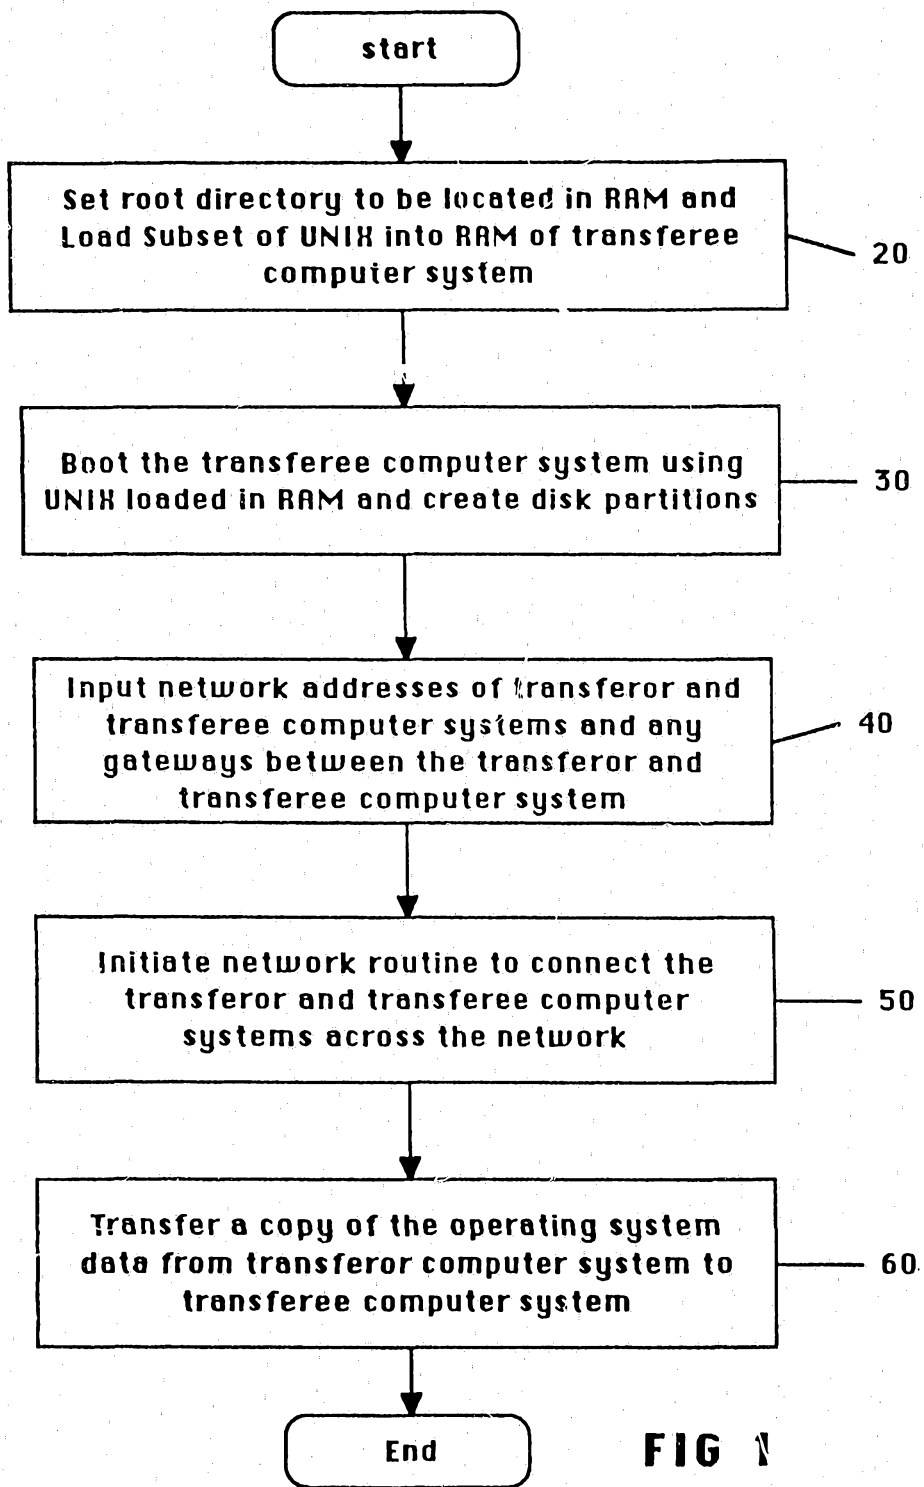 start
Set root directory to be located in RAM and
Load Subset of UNIX into RAM of transferee
computer system
20
Boot the transferee computer system using
UNIX loaded in RAM and create disk partitions
30
Input network addresses of transferor and
transferee computer systems and any
gateways between the transferor and
transferee computer system
40
Initiate network routine to connect the
transferor and transferee computer
systems across the network
50
Transfer a copy of the operating system
data from transferor computer system to
transferee computer system
60
End
FIG 1